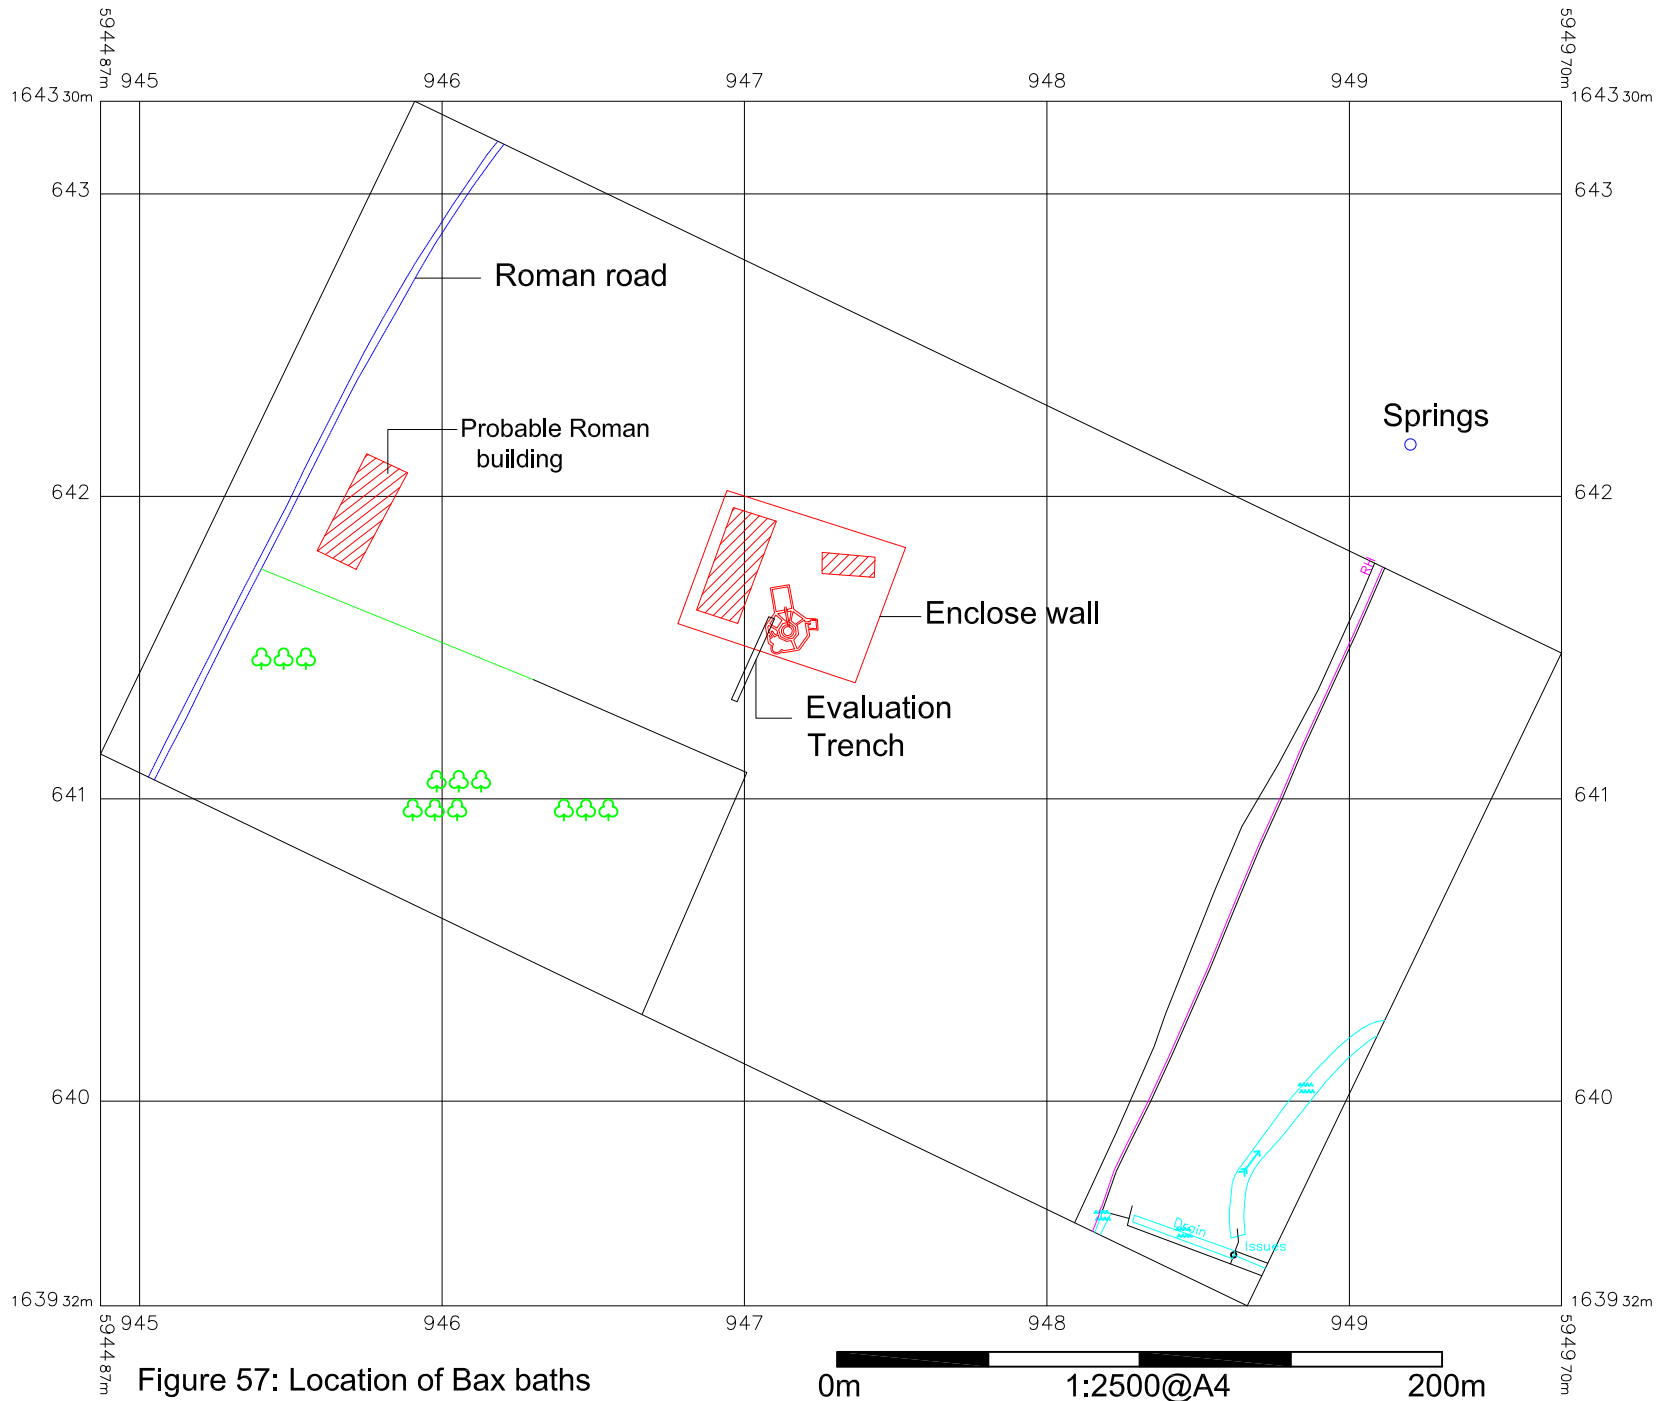 594487m
594970m
945 946 947 948 949
164330m
164330m
643
643
Roman road
Springs
Probable Roman
building
642
642
RH
Enclose wall
Evaluation
Trench
641
641
640
640
Drain
Issues
163932m
163932m
945 946 947 948 949
594487m
594970m
Figure 57: Location of Bax baths
0m 1:2500@A4 200m